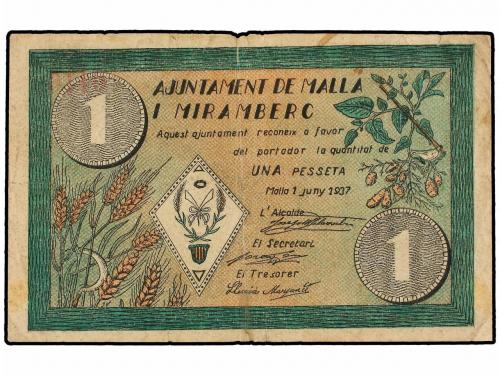 1
AJUNTAMENT DE MALLA
I MIRAMBERC
Aquest ajuntament reconeix a favor
del portador la quantitat de
UNA PESSETA
Malla 1 juny 1937
L'Alcalde
El Secretari
El Tresorer
1